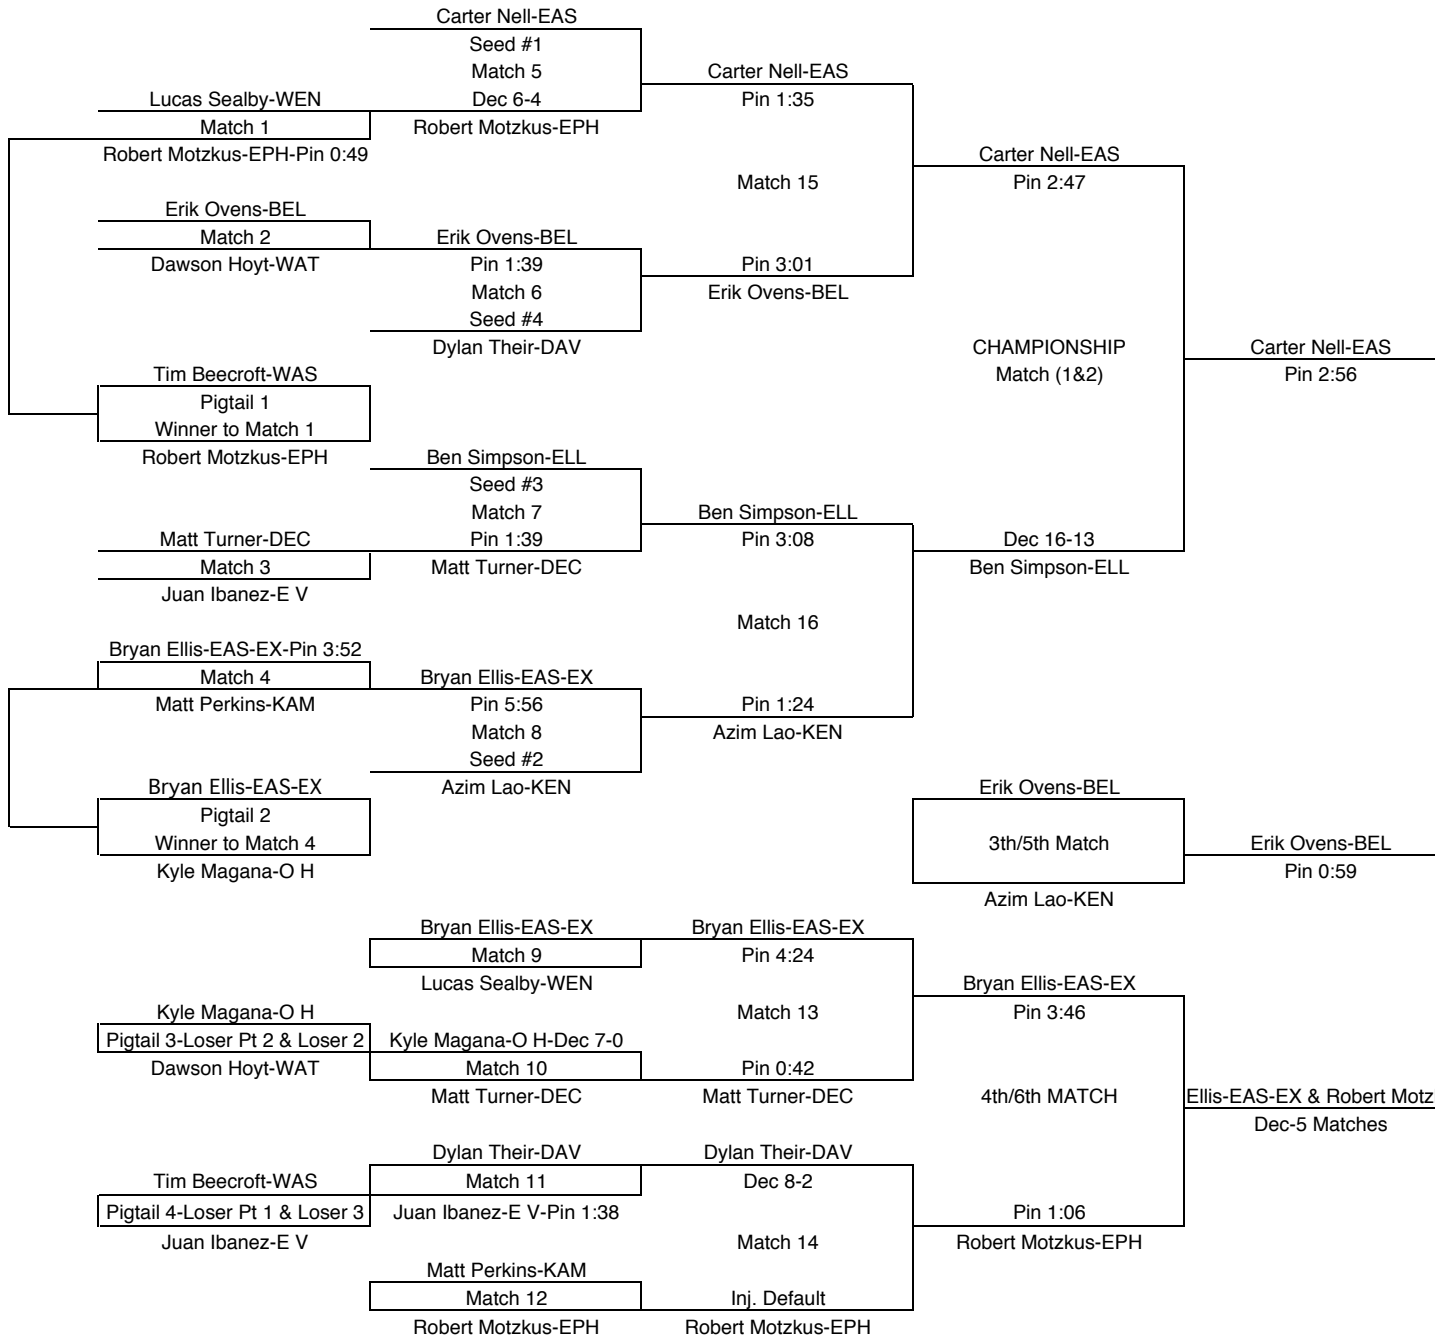 Carter Nell-EAS
Seed #1
Match 5
Carter Nell-EAS
Lucas Sealby-WEN
Dec 6-4
Pin 1:35
Match 1
Robert Motzkus-EPH
Robert Motzkus-EPH-Pin 0:49
Carter Nell-EAS
Match 15
Pin 2:47
Erik Ovens-BEL
Match 2
Erik Ovens-BEL
Dawson Hoyt-WAT
Pin 1:39
Pin 3:01
Match 6
Erik Ovens-BEL
Seed #4
Dylan Their-DAV
CHAMPIONSHIP
Carter Nell-EAS
Tim Beecroft-WAS
Match (1&2)
Pin 2:56
Pigtail 1
Winner to Match 1
Robert Motzkus-EPH
Ben Simpson-ELL
Seed #3
Match 7
Ben Simpson-ELL
Matt Turner-DEC
Pin 1:39
Pin 3:08
Dec 16-13
Match 3
Matt Turner-DEC
Ben Simpson-ELL
Juan Ibanez-E V
Match 16
Bryan Ellis-EAS-EX-Pin 3:52
Match 4
Bryan Ellis-EAS-EX
Matt Perkins-KAM
Pin 5:56
Pin 1:24
Match 8
Azim Lao-KEN
Seed #2
Bryan Ellis-EAS-EX
Azim Lao-KEN
Erik Ovens-BEL
Pigtail 2
Winner to Match 4
3th/5th Match
Erik Ovens-BEL
Kyle Magana-O H
Pin 0:59
Azim Lao-KEN
Bryan Ellis-EAS-EX
Bryan Ellis-EAS-EX
Match 9
Pin 4:24
Lucas Sealby-WEN
Bryan Ellis-EAS-EX
Kyle Magana-O H
Match 13
Pin 3:46
Pigtail 3-Loser Pt 2 & Loser 2
Kyle Magana-O H-Dec 7-0
Dawson Hoyt-WAT
Match 10
Pin 0:42
Matt Turner-DEC
Matt Turner-DEC
4th/6th MATCH
Ellis-EAS-EX & Robert Motz
Dec-5 Matches
Dylan Their-DAV
Dylan Their-DAV
Tim Beecroft-WAS
Match 11
Dec 8-2
Pigtail 4-Loser Pt 1 & Loser 3
Juan Ibanez-E V-Pin 1:38
Pin 1:06
Juan Ibanez-E V
Match 14
Robert Motzkus-EPH
Matt Perkins-KAM
Match 12
Inj. Default
Robert Motzkus-EPH
Robert Motzkus-EPH